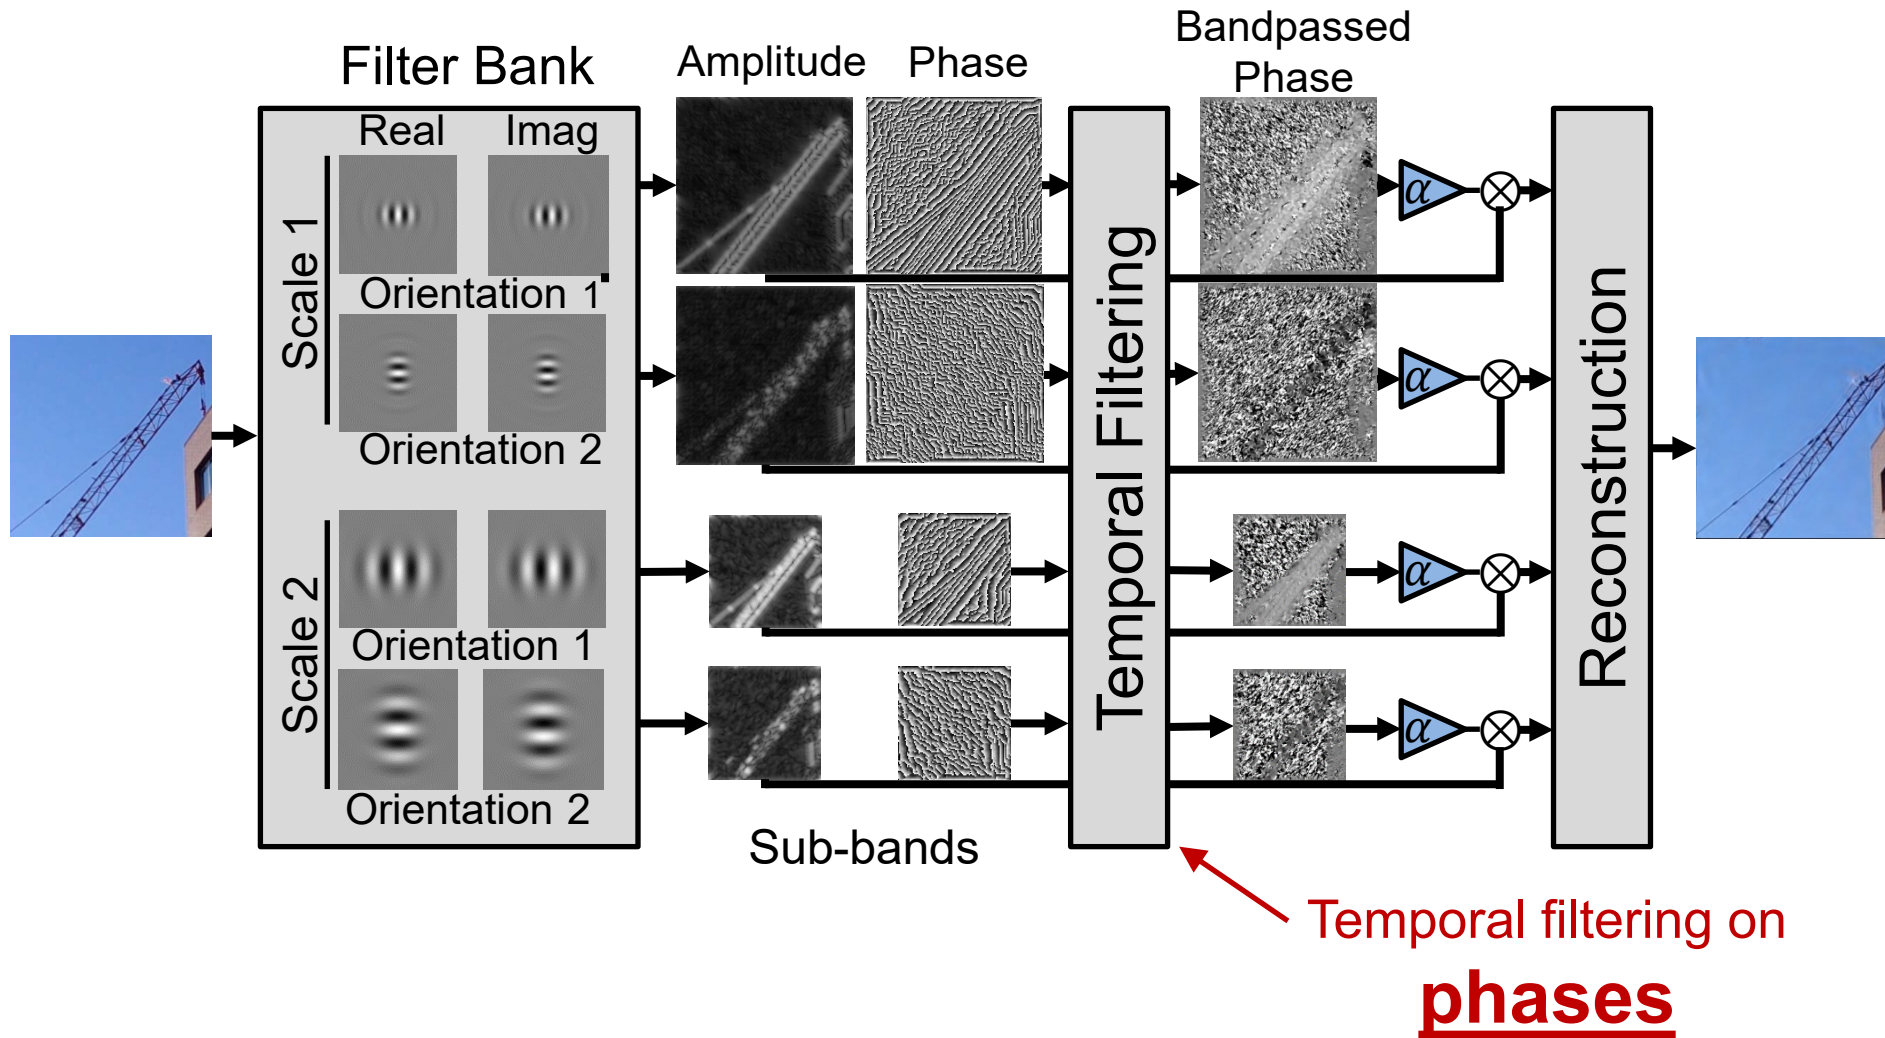 Filter Bank
Amplitude
Phase
Bandpassed
Phase
Real
Imag
Scale 1
Orientation 1
Orientation 2
Scale 2
Orientation 1
Orientation 2
Sub-bands
Temporal Filtering
α
α
α
α
Reconstruction
Temporal filtering on
phases